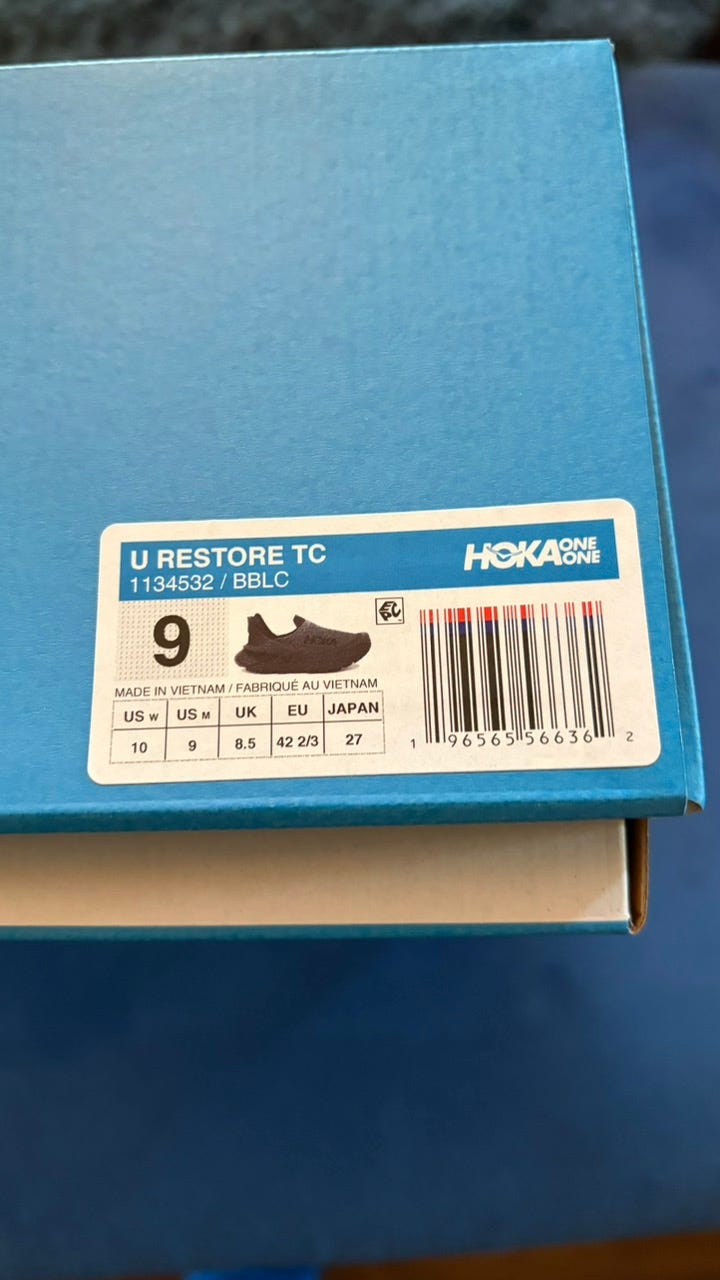 U RESTORE TC
1134532 / BBLC
HOKA ONE ONE
9
HOKA
EPC
MADE IN VIETNAM / FABRIQUÉ AU VIETNAM
US W US M UK EU JAPAN
10 9 8.5 42 2/3 27
1 96565 56636 2